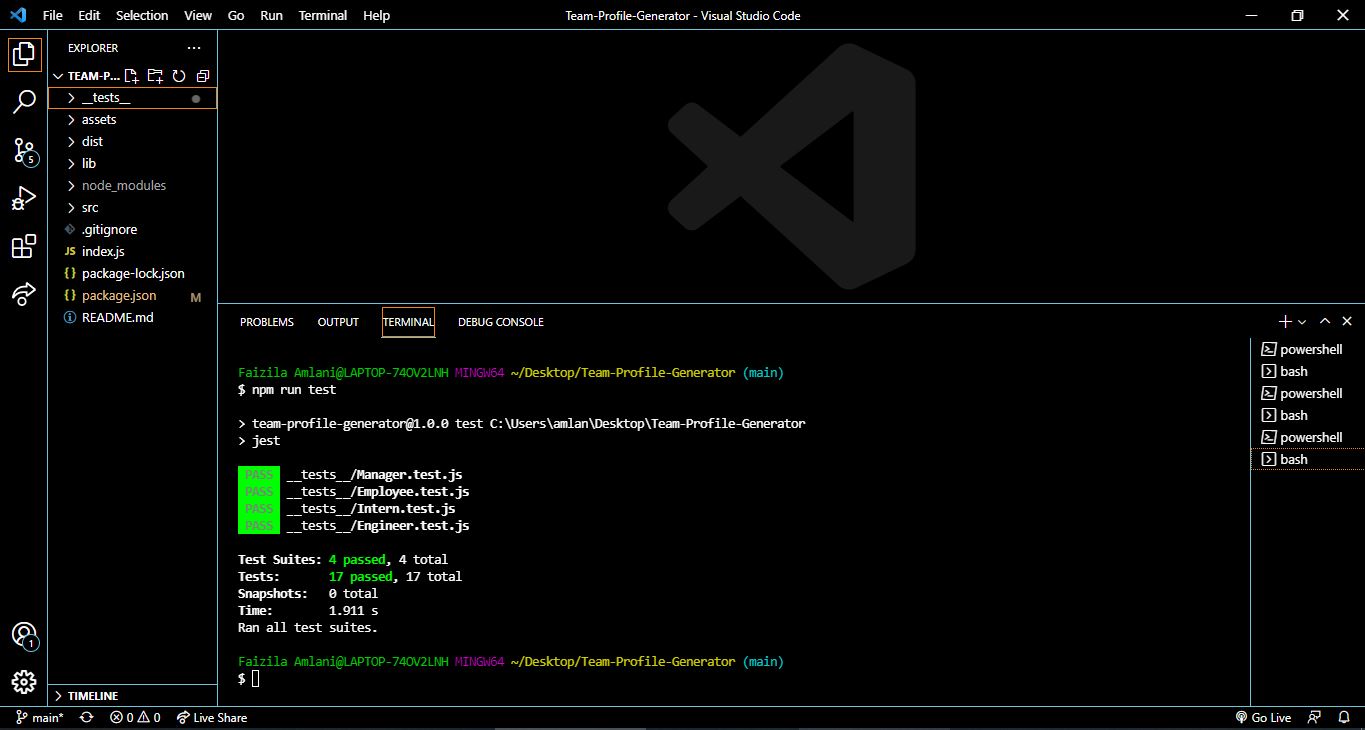 File Edit Selection View Go Run Terminal Help
Team-Profile-Generator - Visual Studio Code
EXPLORER
TEAM-P...
__tests__
assets
dist
lib
node_modules
src
.gitignore
JS index.js
{} package-lock.json
{} package.json M
README.md
TIMELINE
5
1
PROBLEMS OUTPUT TERMINAL DEBUG CONSOLE
Faizila Amlani@LAPTOP-74OV2LNH MINGW64 ~/Desktop/Team-Profile-Generator (main)
$ npm run test
> team-profile-generator@1.0.0 test C:\Users\amlan\Desktop\Team-Profile-Generator
> jest
PASS __tests__/Manager.test.js
PASS __tests__/Employee.test.js
PASS __tests__/Intern.test.js
PASS __tests__/Engineer.test.js
Test Suites: 4 passed, 4 total
Tests: 17 passed, 17 total
Snapshots: 0 total
Time: 1.911 s
Ran all test suites.
Faizila Amlani@LAPTOP-74OV2LNH MINGW64 ~/Desktop/Team-Profile-Generator (main)
$
powershell
bash
powershell
bash
powershell
bash
main* 0 0 Live Share Go Live